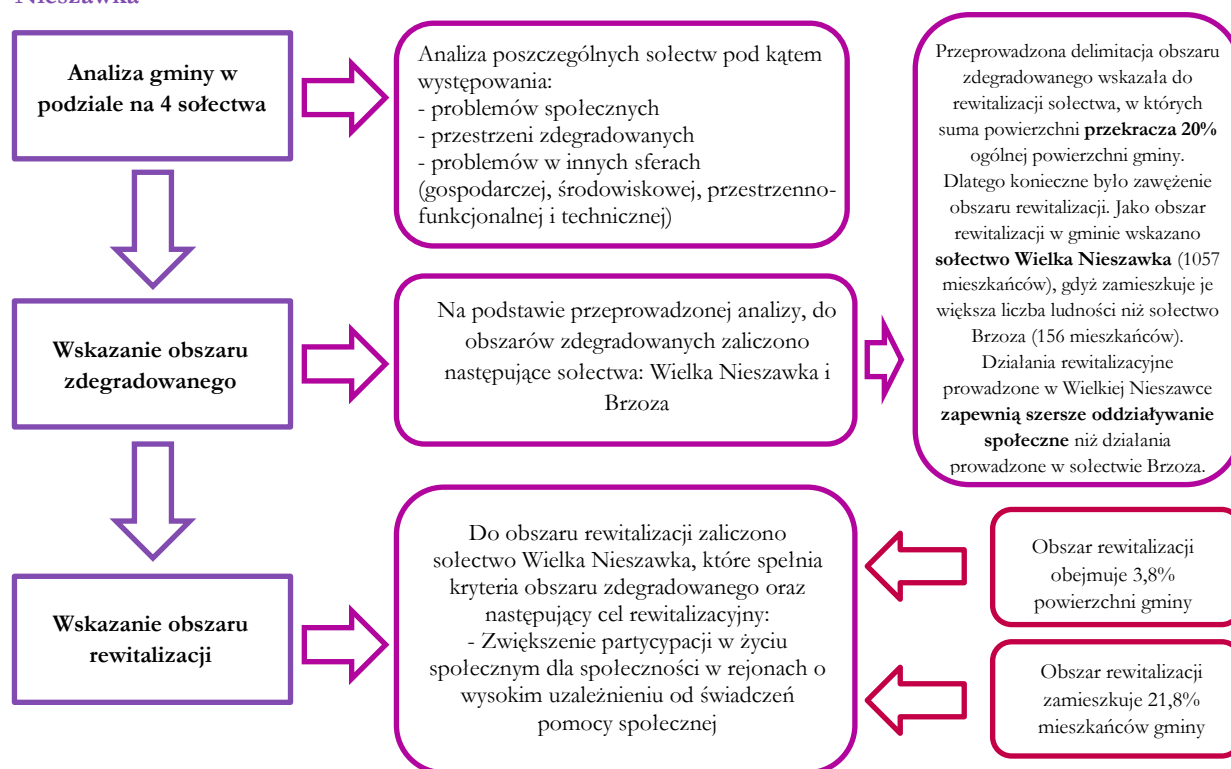 Nieszawka
Analiza gminy w
podziale na 4 sołectwa
Analiza poszczególnych sołectw pod kątem
występowania:
- problemów społecznych
- przestrzeni zdegradowanych
- problemów w innych sferach
(gospodarczej, środowiskowej, przestrzenno-
funkcjonalnej i technicznej)
Przeprowadzona delimitacja obszaru
zdegradowanego wskazała do
rewitalizacji sołectwa, w których
suma powierzchni przekracza 20%
ogólnej powierzchni gminy.
Dlatego konieczne było zawężenie
obszaru rewitalizacji. Jako obszar
rewitalizacji w gminie wskazano
sołectwo Wielka Nieszawka (1057
mieszkańców), gdyż zamieszkuje je
większa liczba ludności niż sołectwo
Brzoza (156 mieszkańców).
Działania rewitalizacyjne
prowadzone w Wielkiej Nieszawce
zapewnią szersze oddziaływanie
społeczne niż działania
prowadzone w sołectwie Brzoza.
Wskazanie obszaru
zdegradowanego
Na podstawie przeprowadzonej analizy, do
obszarów zdegradowanych zaliczono
następujące sołectwa: Wielka Nieszawka i
Brzoza
Wskazanie obszaru
rewitalizacji
Do obszaru rewitalizacji zaliczono
sołectwo Wielka Nieszawka, które spełnia
kryteria obszaru zdegradowanego oraz
następujący cel rewitalizacyjny:
- Zwiększenie partycypacji w życiu
społecznym dla społeczności w rejonach o
wysokim uzależnieniu od świadczeń
pomocy społecznej
Obszar rewitalizacji
obejmuje 3,8%
powierzchni gminy
Obszar rewitalizacji
zamieszkuje 21,8%
mieszkańców gminy